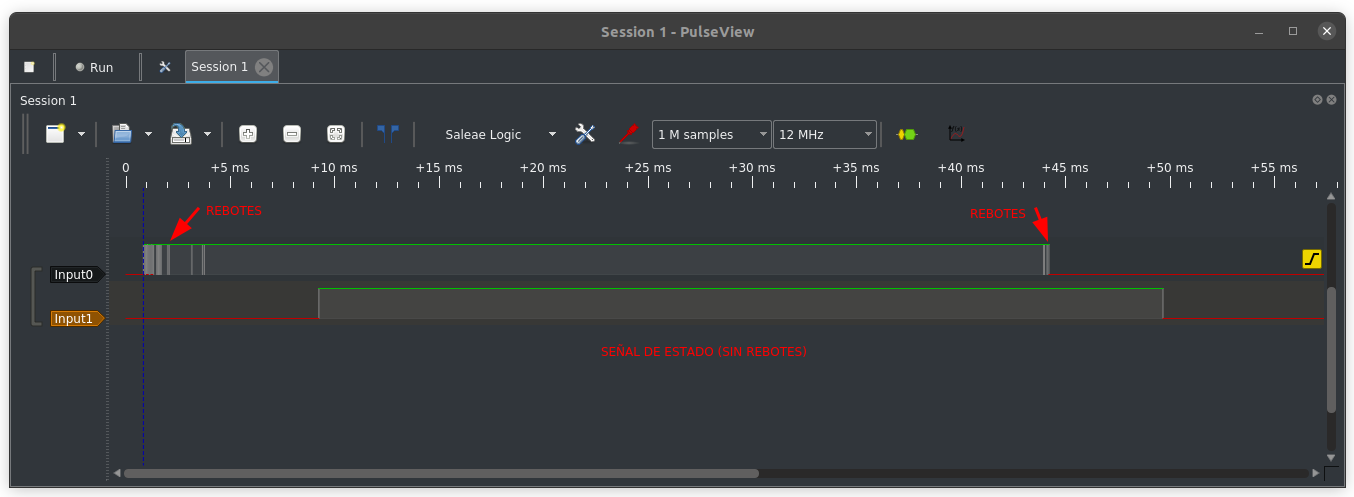 Session 1 - PulseView
Run
Session 1
Session 1
Saleae Logic
1 M samples
12 MHz
0 +5 ms +10 ms +15 ms +20 ms +25 ms +30 ms +35 ms +40 ms +45 ms +50 ms +55 ms
REBOTES
REBOTES
Input0
Input1
SEÑAL DE ESTADO (SIN REBOTES)